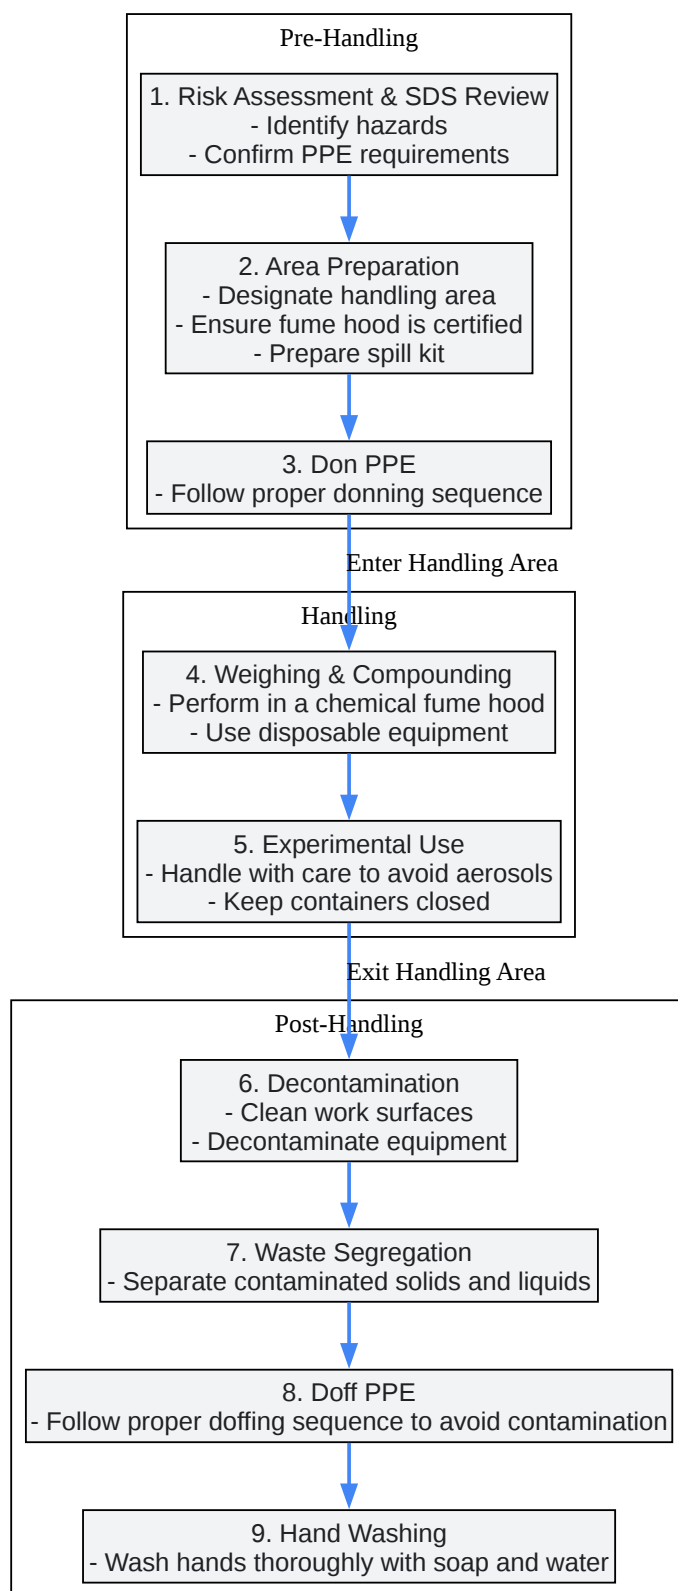 Pre-Handling
1. Risk Assessment & SDS Review
- Identify hazards
- Confirm PPE requirements
2. Area Preparation
- Designate handling area
- Ensure fume hood is certified
- Prepare spill kit
3. Don PPE
- Follow proper donning sequence
Enter Handling Area
Handling
4. Weighing & Compounding
- Perform in a chemical fume hood
- Use disposable equipment
5. Experimental Use
- Handle with care to avoid aerosols
- Keep containers closed
Exit Handling Area
Post-Handling
6. Decontamination
- Clean work surfaces
- Decontaminate equipment
7. Waste Segregation
- Separate contaminated solids and liquids
8. Doff PPE
- Follow proper doffing sequence to avoid contamination
9. Hand Washing
- Wash hands thoroughly with soap and water